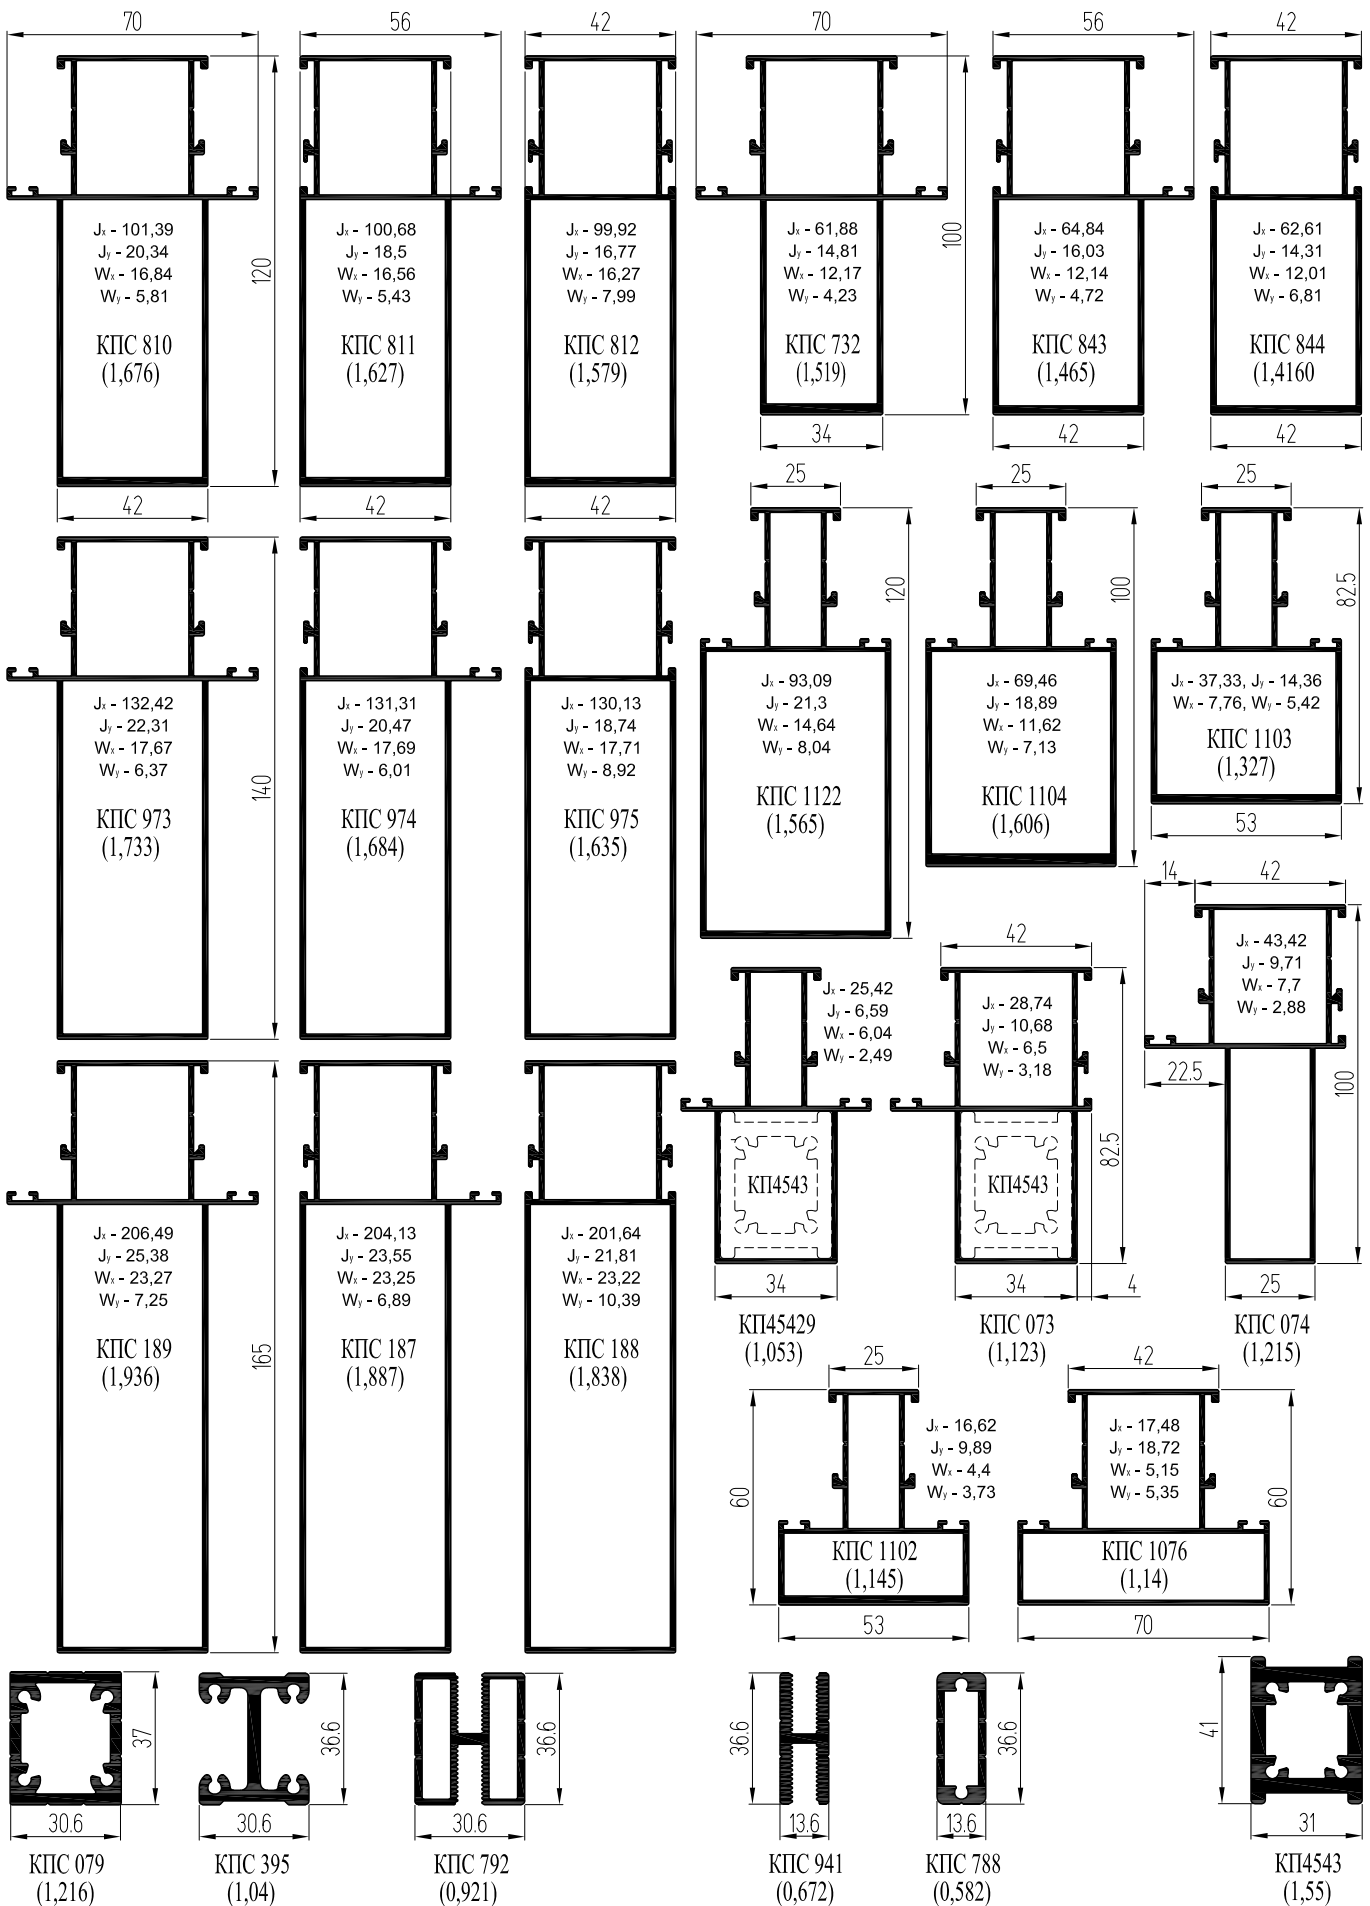 70
56
42
70
56
42
120
100
Jx - 101,39
Jy - 20,34
Wx - 16,84
Wy - 5,81
КПС 810
(1,676)
42
Jx - 100,68
Jy - 18,5
Wx - 16,56
Wy - 5,43
КПС 811
(1,627)
42
Jx - 99,92
Jy - 16,77
Wx - 16,27
Wy - 7,99
КПС 812
(1,579)
42
Jx - 61,88
Jy - 14,81
Wx - 12,17
Wy - 4,23
КПС 732
(1,519)
34
Jx - 64,84
Jy - 16,03
Wx - 12,14
Wy - 4,72
КПС 843
(1,465)
42
Jx - 62,61
Jy - 14,31
Wx - 12,01
Wy - 6,81
КПС 844
(1,4160
42
25
25
25
140
120
100
82.5
Jx - 132,42
Jy - 22,31
Wx - 17,67
Wy - 6,37
КПС 973
(1,733)
Jx - 131,31
Jy - 20,47
Wx - 17,69
Wy - 6,01
КПС 974
(1,684)
Jx - 130,13
Jy - 18,74
Wx - 17,71
Wy - 8,92
КПС 975
(1,635)
Jx - 93,09
Jy - 21,3
Wx - 14,64
Wy - 8,04
КПС 1122
(1,565)
Jx - 69,46
Jy - 18,89
Wx - 11,62
Wy - 7,13
КПС 1104
(1,606)
Jx - 37,33, Jy - 14,36
Wx - 7,76, Wy - 5,42
КПС 1103
(1,327)
53
165
Jx - 206,49
Jy - 25,38
Wx - 23,27
Wy - 7,25
КПС 189
(1,936)
Jx - 204,13
Jy - 23,55
Wx - 23,25
Wy - 6,89
КПС 187
(1,887)
Jx - 201,64
Jy - 21,81
Wx - 23,22
Wy - 10,39
КПС 188
(1,838)
Jx - 25,42
Jy - 6,59
Wx - 6,04
Wy - 2,49
КП4543
34
КП45429
(1,053)
42
Jx - 28,74
Jy - 10,68
Wx - 6,5
Wy - 3,18
КП4543
82.5
34
4
КПС 073
(1,123)
14
42
Jx - 43,42
Jy - 9,71
Wx - 7,7
Wy - 2,88
22.5
100
25
КПС 074
(1,215)
25
60
Jx - 16,62
Jy - 9,89
Wx - 4,4
Wy - 3,73
КПС 1102
(1,145)
53
42
Jx - 17,48
Jy - 18,72
Wx - 5,15
Wy - 5,35
60
КПС 1076
(1,14)
70
37
30.6
КПС 079
(1,216)
36.6
30.6
КПС 395
(1,04)
36.6
30.6
КПС 792
(0,921)
36.6
13.6
КПС 941
(0,672)
36.6
13.6
КПС 788
(0,582)
41
31
КП4543
(1,55)